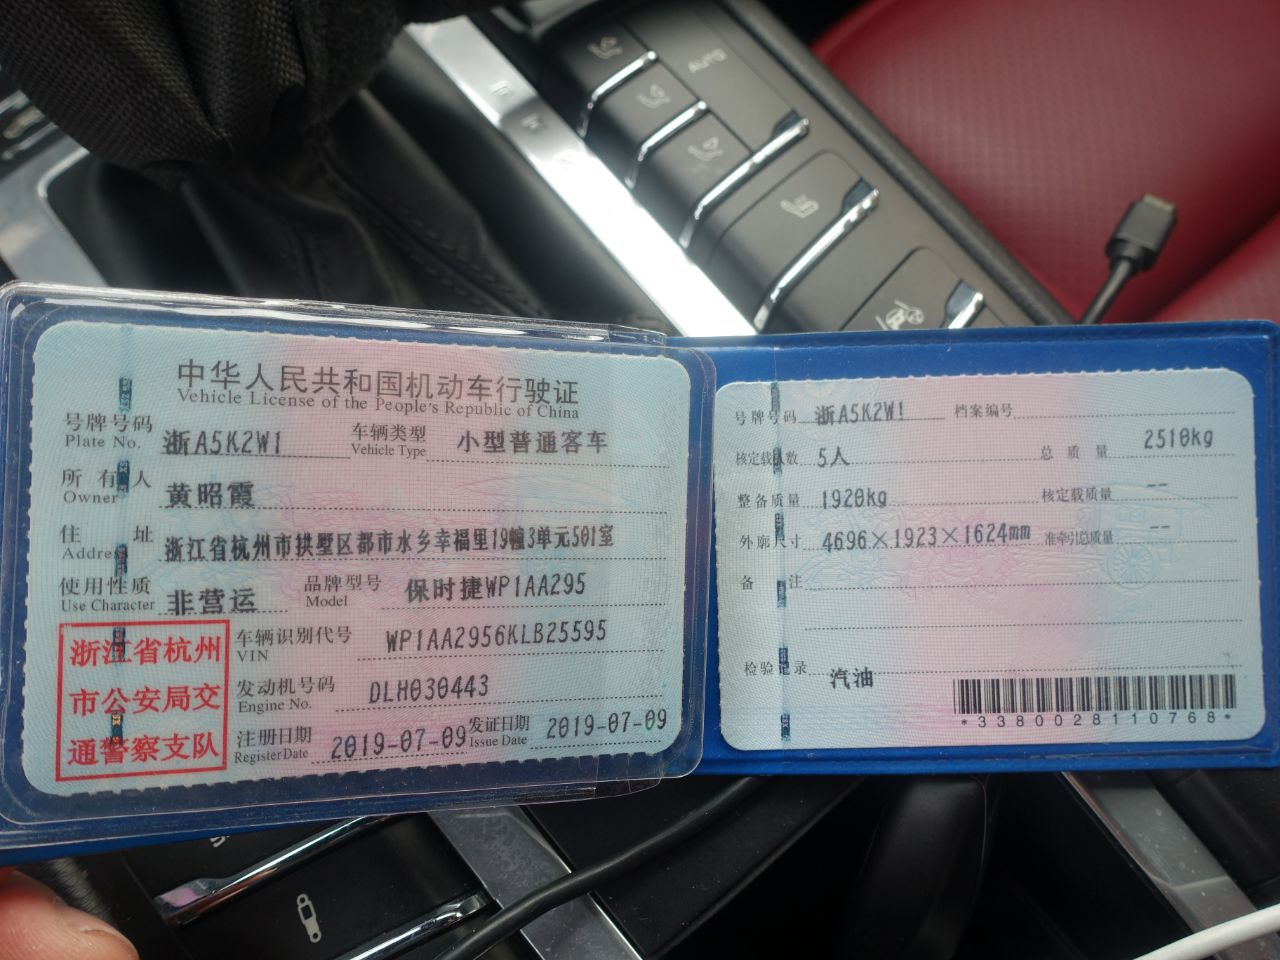 AUTO
中华人民共和国机动车行驶证
Vehicle License of the People's Republic of China
号牌号码 浙A5K2W1 车辆类型 小型普通客车
Plate No. Vehicle Type
所有人 黄昭霞
Owner
住址 浙江省杭州市拱墅区都市水乡幸福里19幢3单元501室
Address
使用性质 非营运 品牌型号 保时捷WP1AA295
Use Character Model
浙江省杭州
市公安局交
通警察支队
车辆识别代号 WP1AA2956KLB25595
VIN
发动机号码 DLH030443
Engine No.
注册日期 2019-07-09 发证日期 2019-07-09
Register Date Issue Date
号牌号码 浙A5K2W1 档案编号
核定载人数 5人 总质量 2510kg
整备质量 1920kg 核定载质量 --
外廓尺寸 4696×1923×1624mm 准牵引总质量 --
备注
检验记录 汽油
*3380028110768*